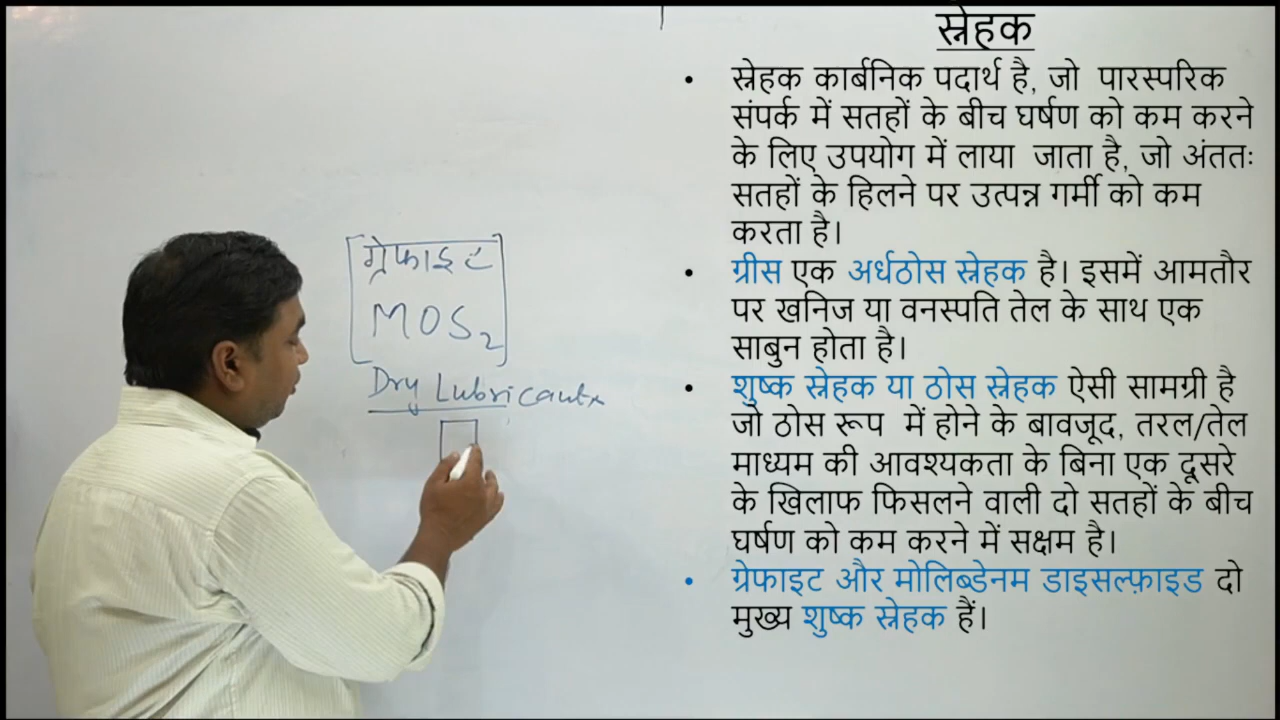 ग्रेफाइट
MOS2
Dry Lubricants
स्नेहक
• स्नेहक कार्बनिक पदार्थ है, जो पारस्परिक
संपर्क में सतहों के बीच घर्षण को कम करने
के लिए उपयोग में लाया जाता है, जो अंततः
सतहों के हिलने पर उत्पन्न गर्मी को कम
करता है।
• ग्रीस एक अर्धठोस स्नेहक है। इसमें आमतौर
पर खनिज या वनस्पति तेल के साथ एक
साबुन होता है।
• शुष्क स्नेहक या ठोस स्नेहक ऐसी सामग्री है
जो ठोस रूप में होने के बावजूद, तरल/तेल
माध्यम की आवश्यकता के बिना एक दूसरे
के खिलाफ फिसलने वाली दो सतहों के बीच
घर्षण को कम करने में सक्षम है।
• ग्रेफाइट और मोलिब्डेनम डाइसल्फ़ाइड दो
मुख्य शुष्क स्नेहक हैं।